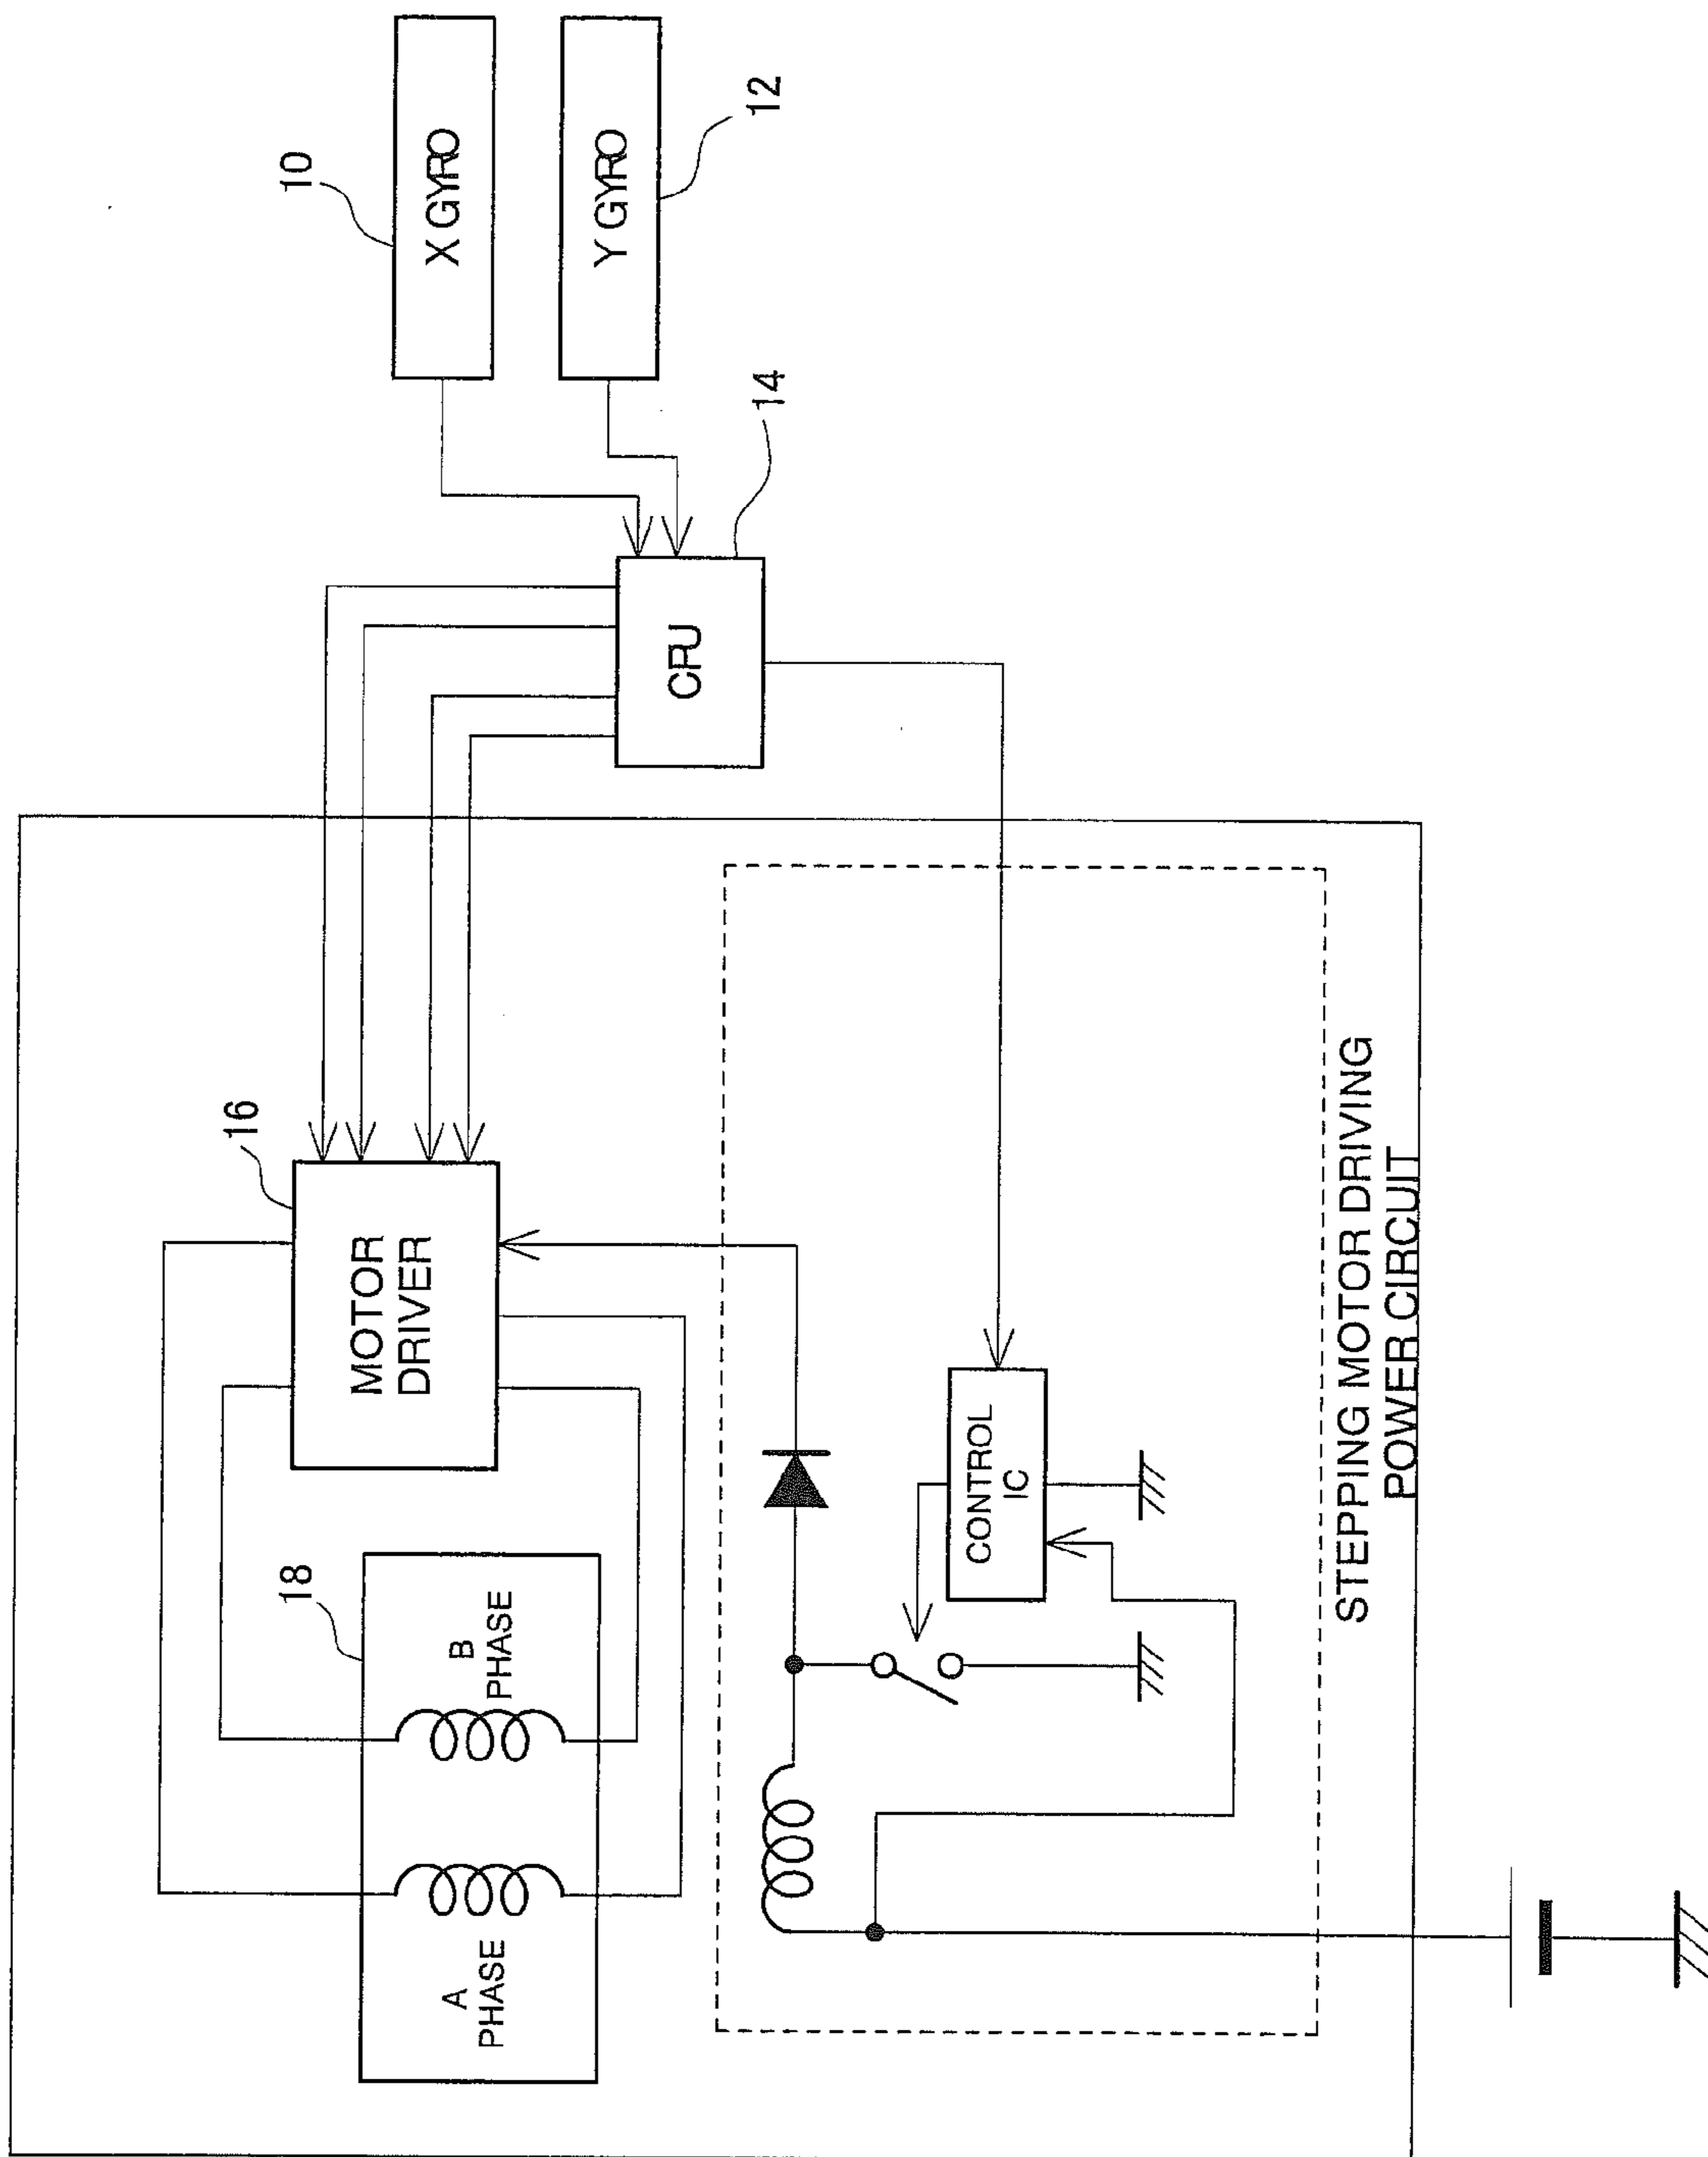 10
X GYRO
12
Y GYRO
14
CPU
16
MOTOR
DRIVER
18
A
PHASE
B
PHASE
CONTROL
IC
STEPPING MOTOR DRIVING
POWER CIRCUIT